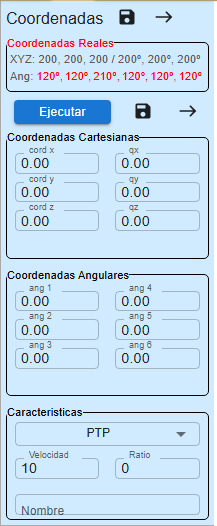 Coordenadas
Coordenadas Reales
XYZ: 200, 200, 200 / 200º, 200º, 200º
Ang: 120º, 120º, 210º, 120º, 120º, 120º
Ejecutar
Coordenadas Cartesianas
cord x
qx
0.00
0.00
cord y
qy
0.00
0.00
cord z
qz
0.00
0.00
Coordenadas Angulares
ang 1
ang 4
0.00
0.00
ang 2
ang 5
0.00
0.00
ang 3
ang 6
0.00
0.00
Caracteristicas
PTP
Velocidad
Ratio
10
0
Nombre